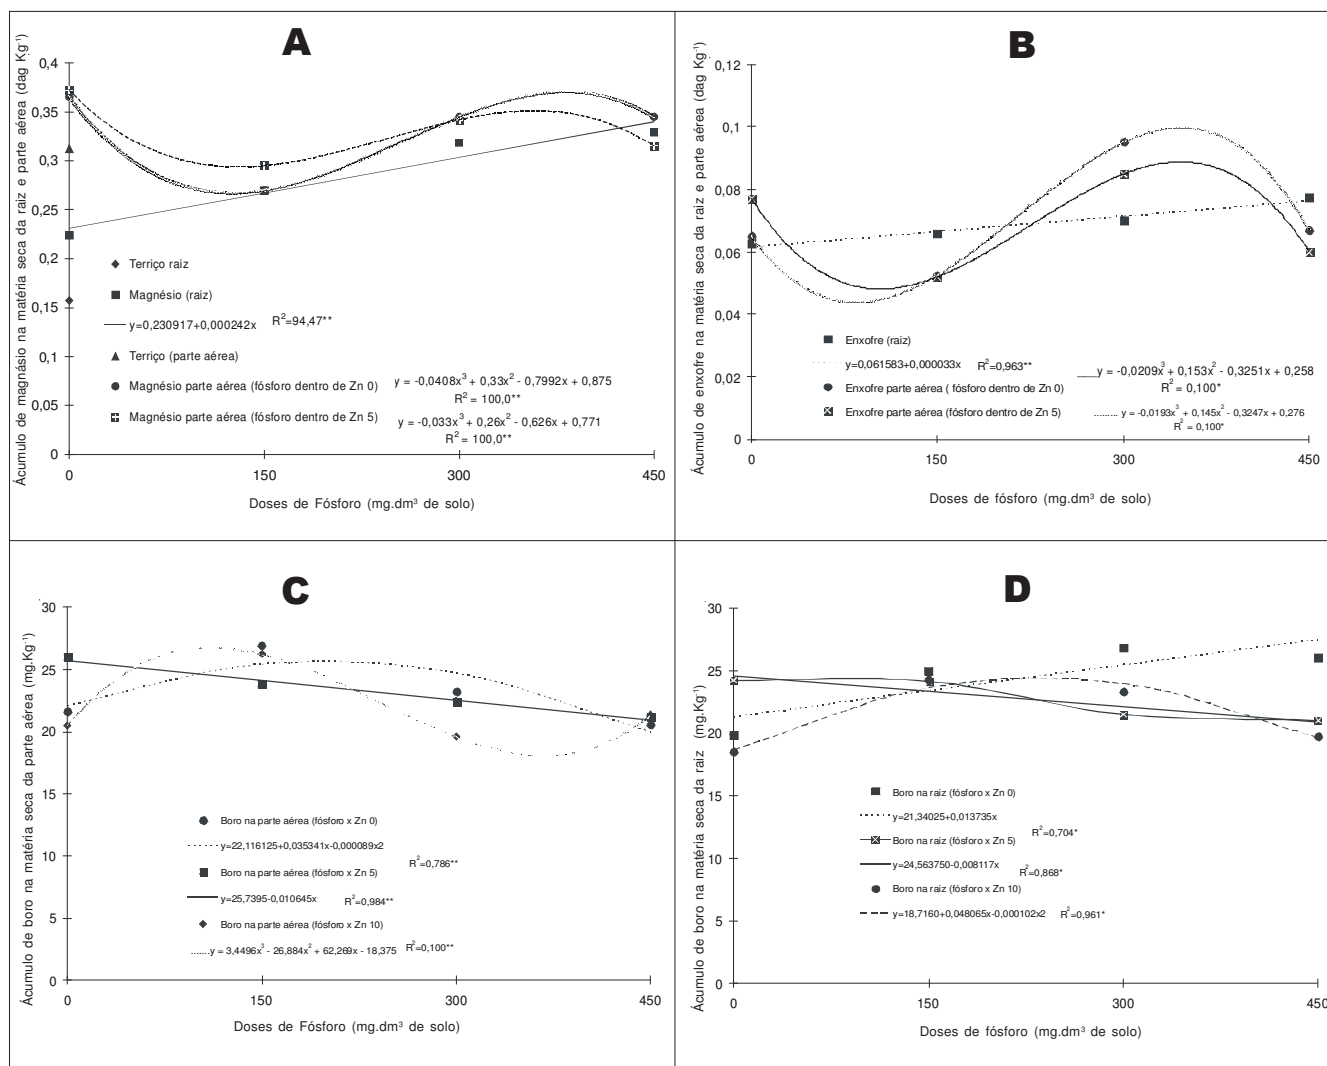 A
Ácumulo de magnásio na matéria seca da raiz e parte aérea (dag Kg⁻¹)
0,4
0,35
0,3
0,25
0,2
0,15
0,1
0,05
0
0 150 300 450
Terriço raiz
Magnésio (raiz)
y=0,230917+0,000242x R²=94,47**
Terriço (parte aérea)
Magnésio parte aérea (fósforo dentro de Zn 0) y = -0,0408x³ + 0,33x² - 0,7992x + 0,875
R² = 100,0**
Magnésio parte aérea (fósforo dentro de Zn 5) y = -0,033x³ + 0,26x² - 0,626x + 0,771
R² = 100,0**
Doses de Fósforo (mg.dm³ de solo)
B
Ácumulo de enxofre na matéria seca da raiz e parte aérea (dag Kg⁻¹)
0,12
0,1
0,08
0,06
0,04
0,02
0
0 150 300 450
Enxofre (raiz)
y=0,061583+0,000033x R²=0,963**
Enxofre parte aérea ( fósforo dentro de Zn 0) y = -0,0209x³ + 0,153x² - 0,3251x + 0,258
R² = 0,100*
Enxofre parte aérea (fósforo dentro de Zn 5) y = -0,0193x³ + 0,145x² - 0,3247x + 0,276
R² = 0,100*
Doses de fósforo (mg.dm³ de solo)
C
Ácumulo de boro na matéria seca da parte aérea (mg.Kg⁻¹)
30
25
20
15
10
5
0
0 150 300 450
Boro na parte aérea (fósforo x Zn 0)
y=22,116125+0,035341x-0,000089x2 R²=0,786**
Boro na parte aérea (fósforo x Zn 5)
y=25,7395-0,010645x R²=0,984**
Boro na parte aérea (fósforo x Zn 10)
y = 3,4496x³ - 26,884x² + 62,269x - 18,375 R²=0,100**
Doses de Fósforo (mg.dm³ de solo)
D
Ácumulo de boro na matéria seca da raiz (mg.Kg⁻¹)
30
25
20
15
10
5
0
0 150 300 450
Boro na raiz (fósforo x Zn 0)
y=21,34025+0,013735x R²=0,704*
Boro na raiz (fósforo x Zn 5)
y=24,563750-0,008117x R²=0,868*
Boro na raiz (fósforo x Zn 10)
y=18,7160+0,048065x-0,000102x2 R²=0,961*
Doses de fósforo (mg.dm³ de solo)